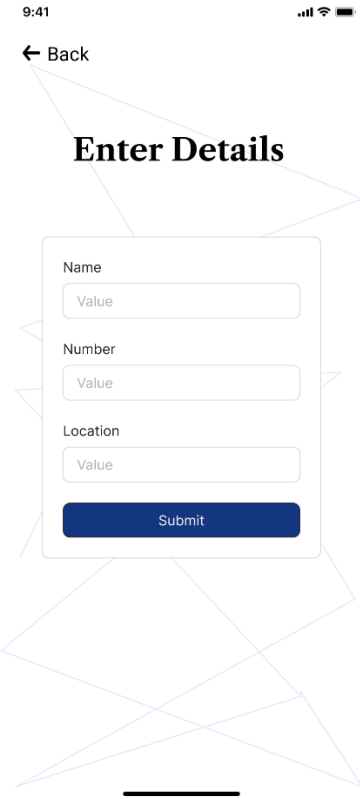 9:41
Back
Enter Details
Name
Value
Number
Value
Location
Value
Submit